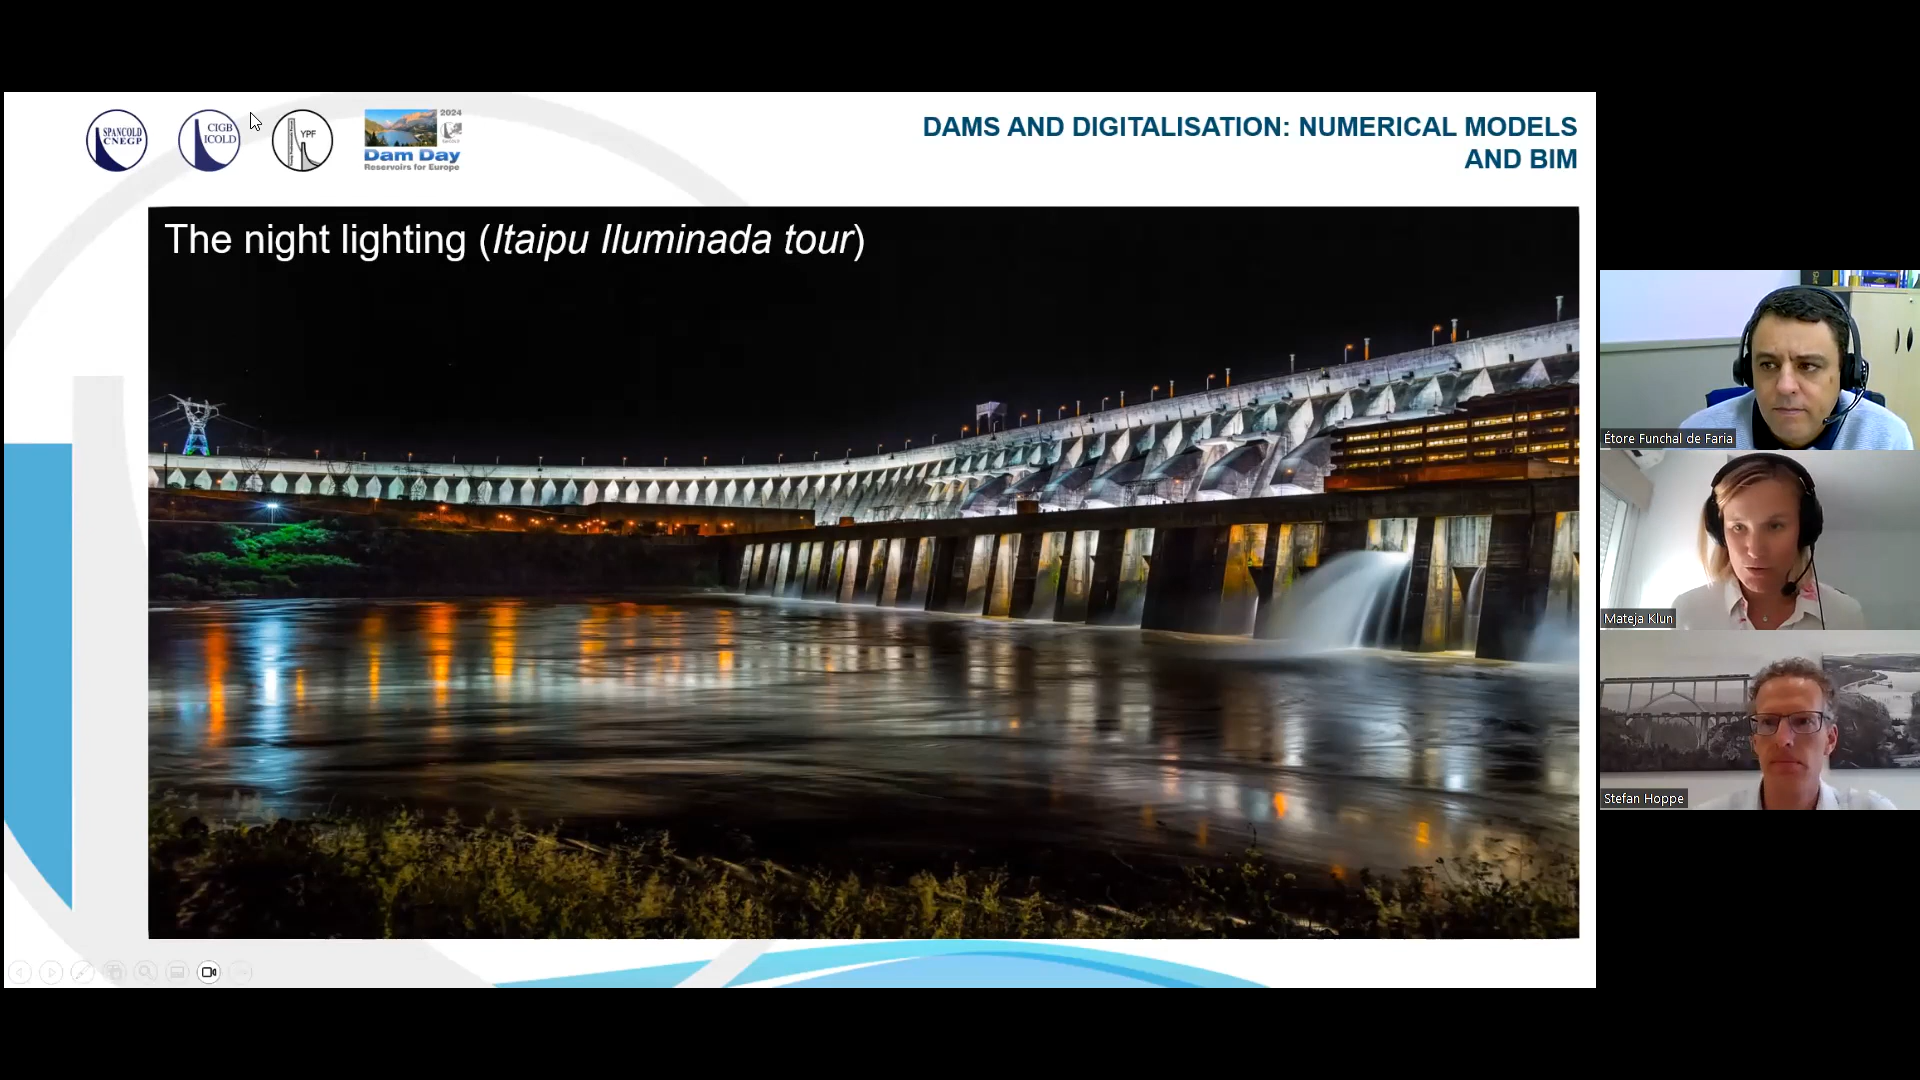 SPANCOLD
CNEGP
CIGB
ICOLD
YPF
2024
Dam Day
Reservoirs for Europe
DAMS AND DIGITALISATION: NUMERICAL MODELS
AND BIM
The night lighting (Itaipu Iluminada tour)
Étore Funchal de Faria
Mateja Klun
Stefan Hoppe